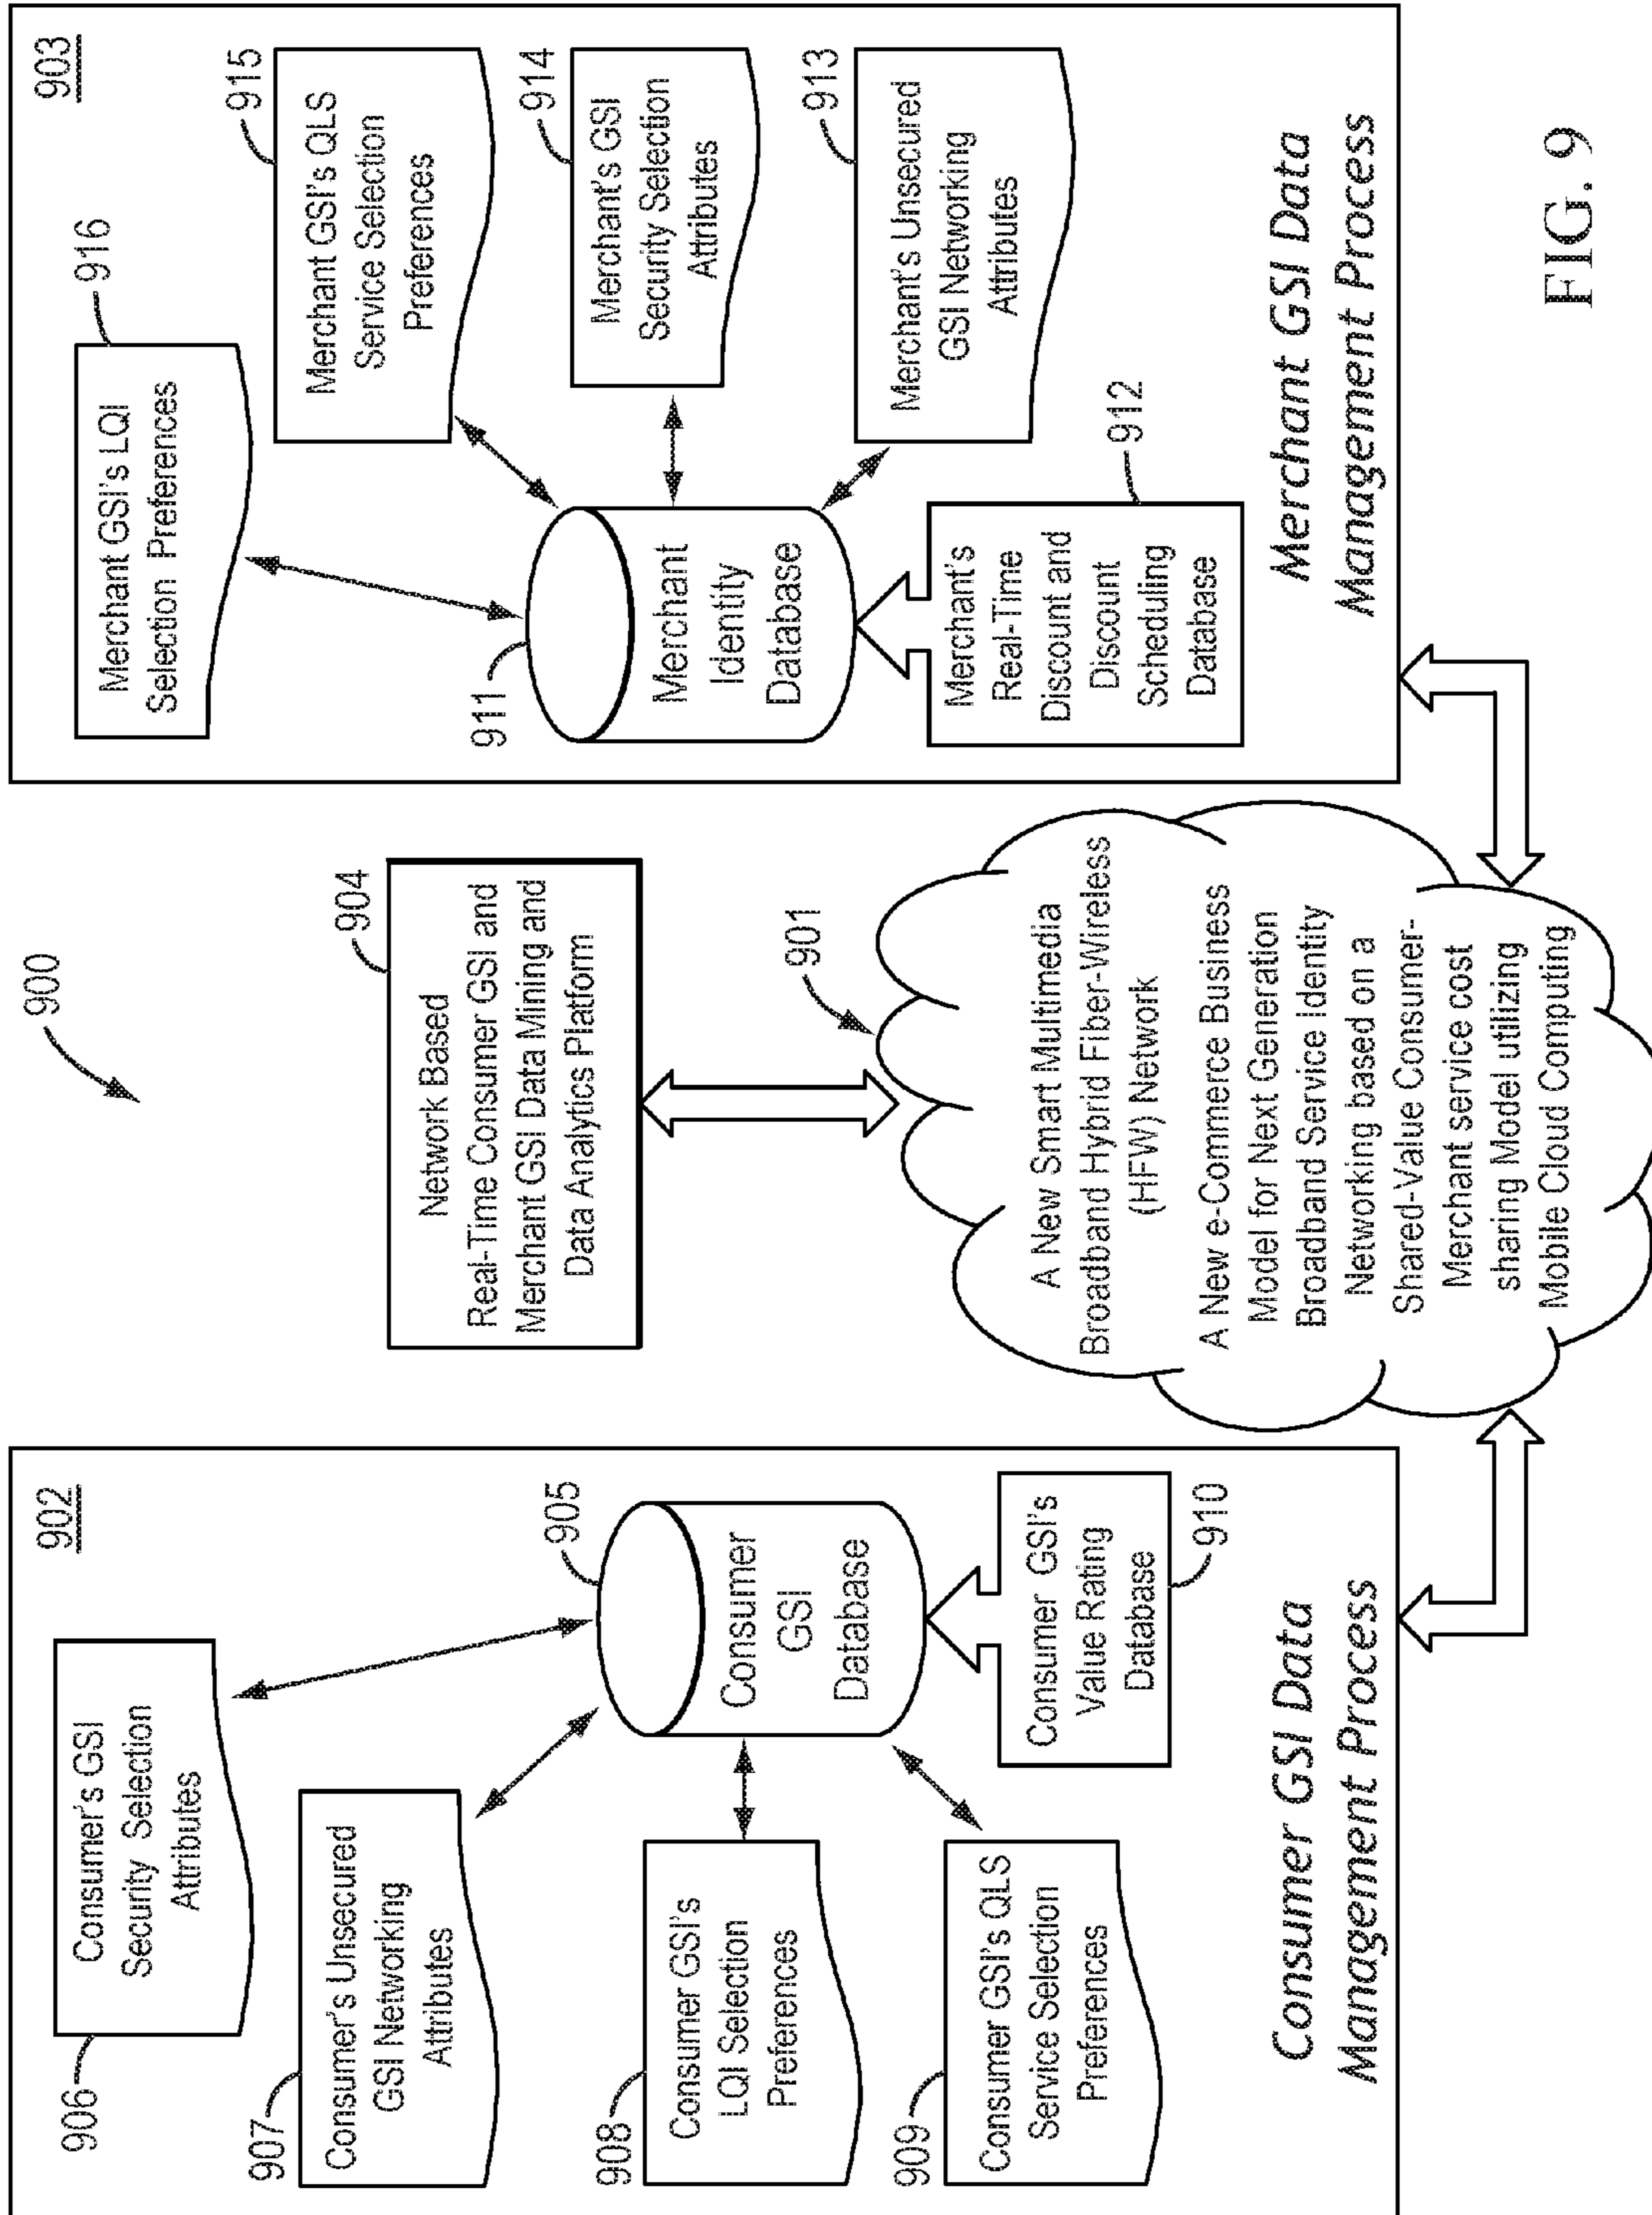 900
902
906
Consumer's GSI
Security Selection
Attributes
907
Consumer's Unsecured
GSI Networking
Attributes
908
Consumer GSI's
LQI Selection
Preferences
909
Consumer GSI's QLS
Service Selection
Preferences
905
Consumer
GSI
Database
Consumer GSI's
Value Rating
Database
910
Consumer GSI Data
Management Process
904
Network Based
Real-Time Consumer GSI and
Merchant GSI Data Mining and
Data Analytics Platform
901
A New Smart Multimedia
Broadband Hybrid Fiber-Wireless
(HFW) Network
A New e-Commerce Business
Model for Next Generation
Broadband Service Identity
Networking based on a
Shared-Value Consumer-
Merchant service cost
sharing Model utilizing
Mobile Cloud Computing
903
916
Merchant GSI's LQI
Selection Preferences
915
Merchant GSI's QLS
Service Selection
Preferences
914
Merchant's GSI
Security Selection
Attributes
913
Merchant's Unsecured
GSI Networking
Attributes
911
Merchant
Identity
Database
912
Merchant's
Real-Time
Discount and
Discount
Scheduling
Database
Merchant GSI Data
Management Process
FIG. 9